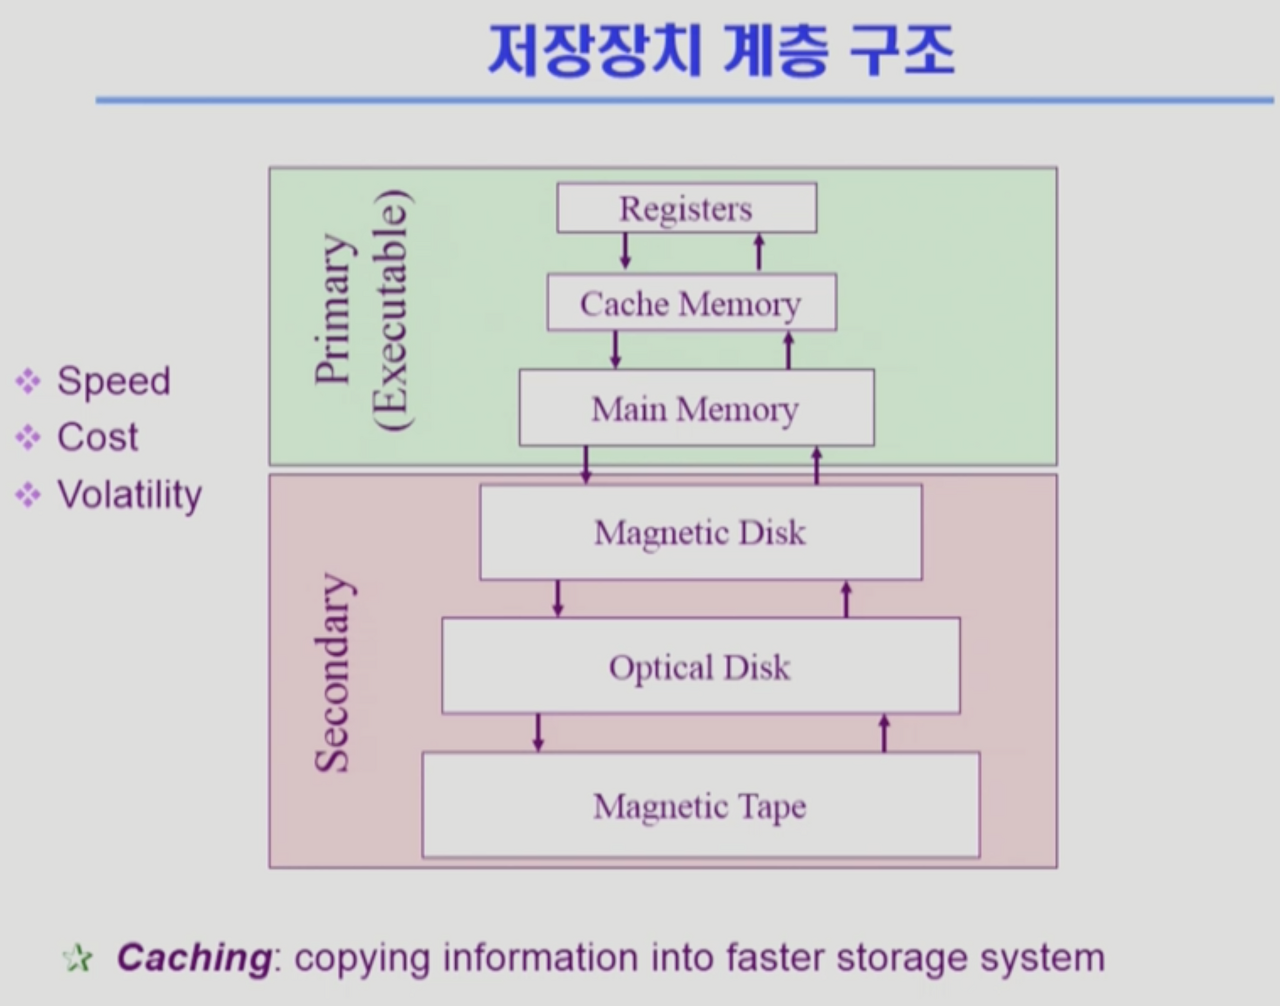 저장장치 계층 구조
Primary
(Executable)
Registers
Cache Memory
Main Memory
❖ Speed
❖ Cost
❖ Volatility
Secondary
Magnetic Disk
Optical Disk
Magnetic Tape
☆ Caching: copying information into faster storage system